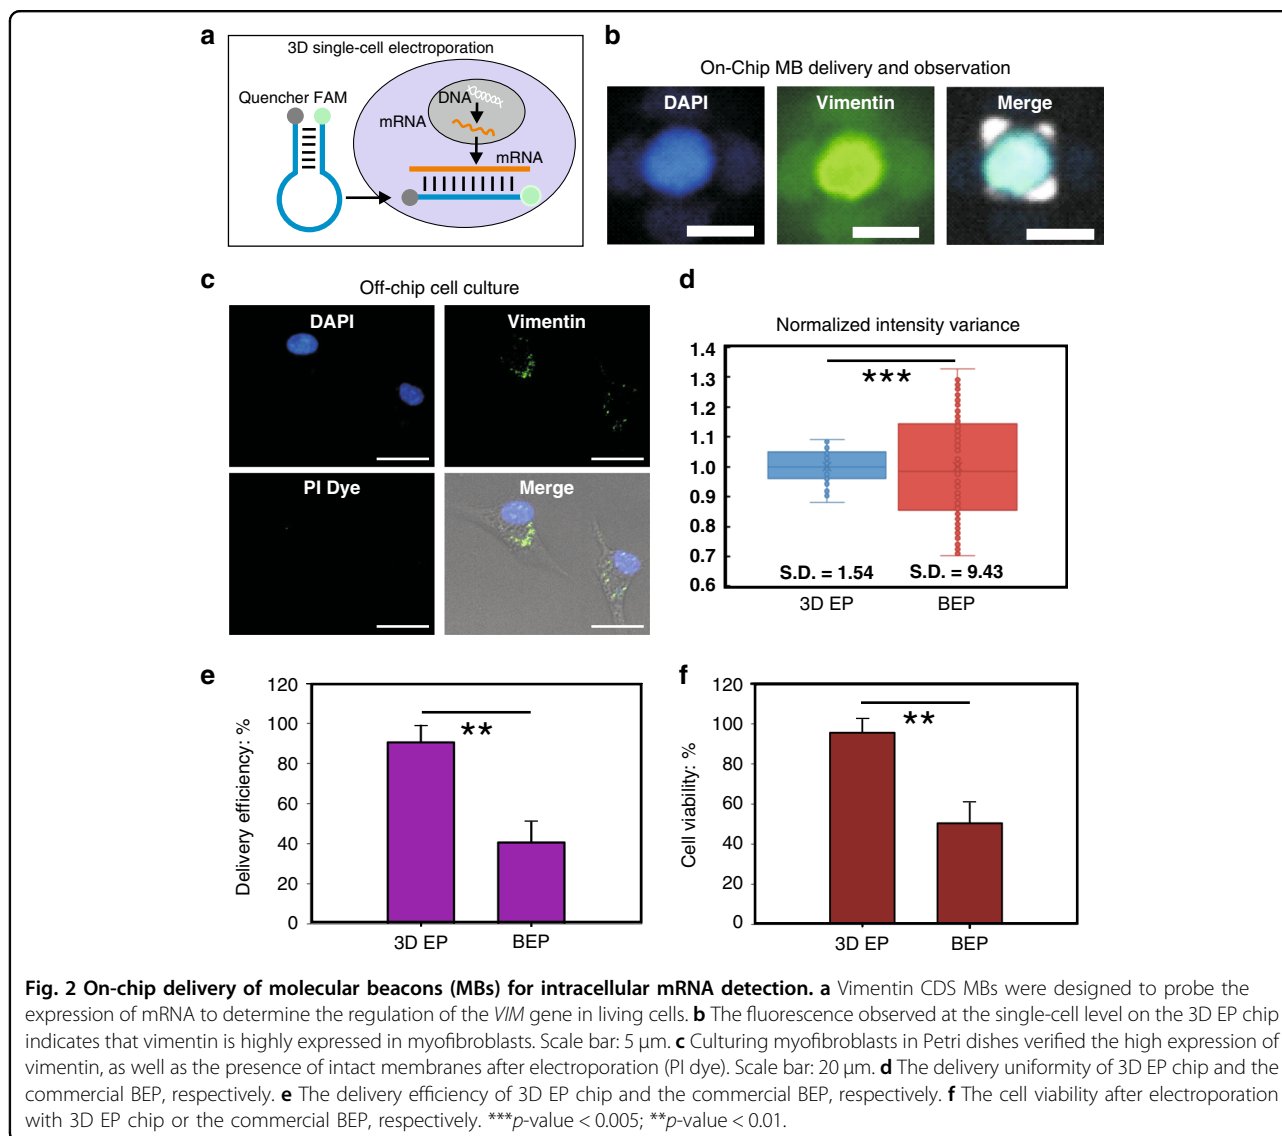 a
3D single-cell electroporation
Quencher FAM
DNA
mRNA
mRNA
b
On-Chip MB delivery and observation
DAPI
Vimentin
Merge
c
Off-chip cell culture
DAPI
Vimentin
PI Dye
Merge
d
Normalized intensity variance
1.4
1.3
1.2
1.1
1.0
0.9
0.8
0.7
0.6
***
S.D. = 1.54
S.D. = 9.43
3D EP
BEP
e
Delivery efficiency: %
120
100
80
60
40
20
0
**
3D EP
BEP
f
Cell viability: %
120
100
80
60
40
20
0
**
3D EP
BEP
Fig. 2 On-chip delivery of molecular beacons (MBs) for intracellular mRNA detection. a Vimentin CDS MBs were designed to probe the
expression of mRNA to determine the regulation of the VIM gene in living cells. b The fluorescence observed at the single-cell level on the 3D EP chip
indicates that vimentin is highly expressed in myofibroblasts. Scale bar: 5 μm. c Culturing myofibroblasts in Petri dishes verified the high expression of
vimentin, as well as the presence of intact membranes after electroporation (PI dye). Scale bar: 20 μm. d The delivery uniformity of 3D EP chip and the
commercial BEP, respectively. e The delivery efficiency of 3D EP chip and the commercial BEP, respectively. f The cell viability after electroporation
with 3D EP chip or the commercial BEP, respectively. ***p-value < 0.005; **p-value < 0.01.